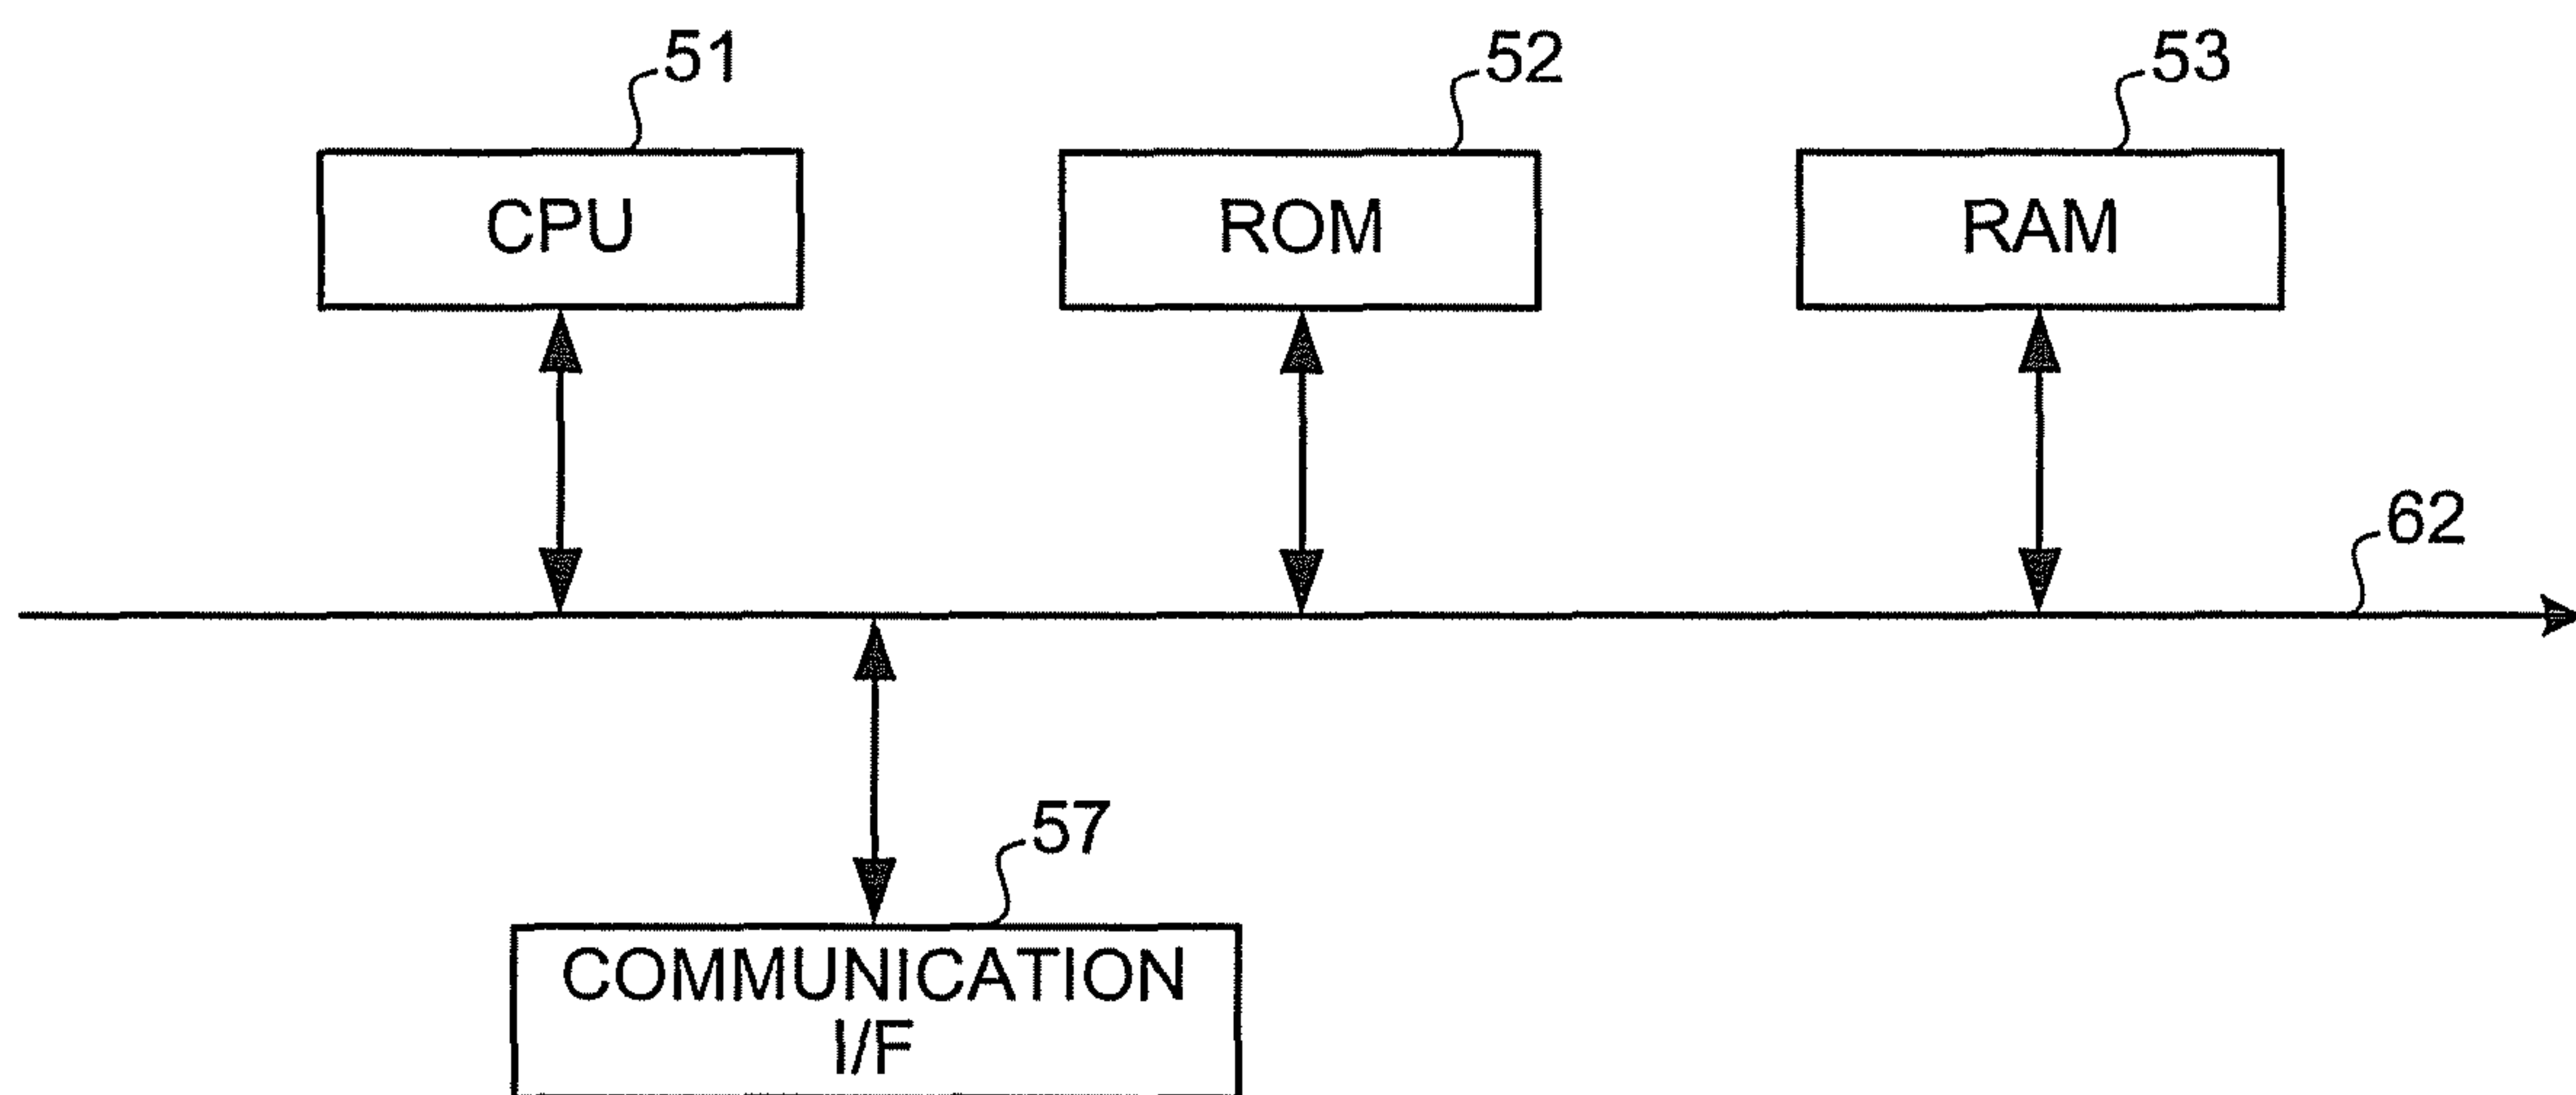 51
52
53
CPU
ROM
RAM
62
57
COMMUNICATION
I/F